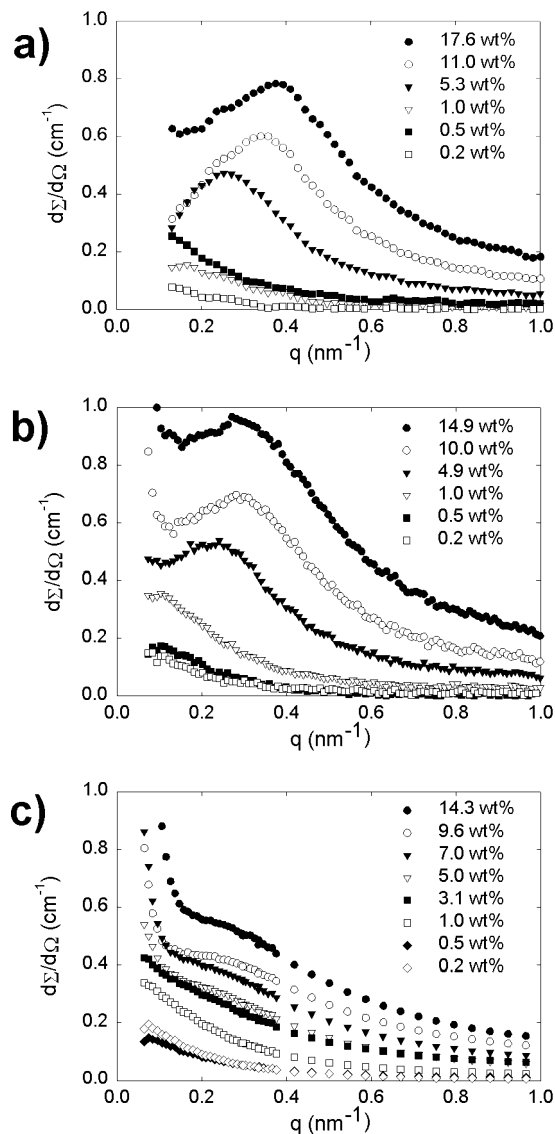 a)
1.0
0.8
0.6
0.4
0.2
0.0
dΣ/dΩ (cm⁻¹)
17.6 wt%
11.0 wt%
5.3 wt%
1.0 wt%
0.5 wt%
0.2 wt%
0.0 0.2 0.4 0.6 0.8 1.0
q (nm⁻¹)
b)
1.0
0.8
0.6
0.4
0.2
0.0
dΣ/dΩ (cm⁻¹)
14.9 wt%
10.0 wt%
4.9 wt%
1.0 wt%
0.5 wt%
0.2 wt%
0.0 0.2 0.4 0.6 0.8 1.0
q (nm⁻¹)
c)
1.0
0.8
0.6
0.4
0.2
0.0
dΣ/dΩ (cm⁻¹)
14.3 wt%
9.6 wt%
7.0 wt%
5.0 wt%
3.1 wt%
1.0 wt%
0.5 wt%
0.2 wt%
0.0 0.2 0.4 0.6 0.8 1.0
q (nm⁻¹)